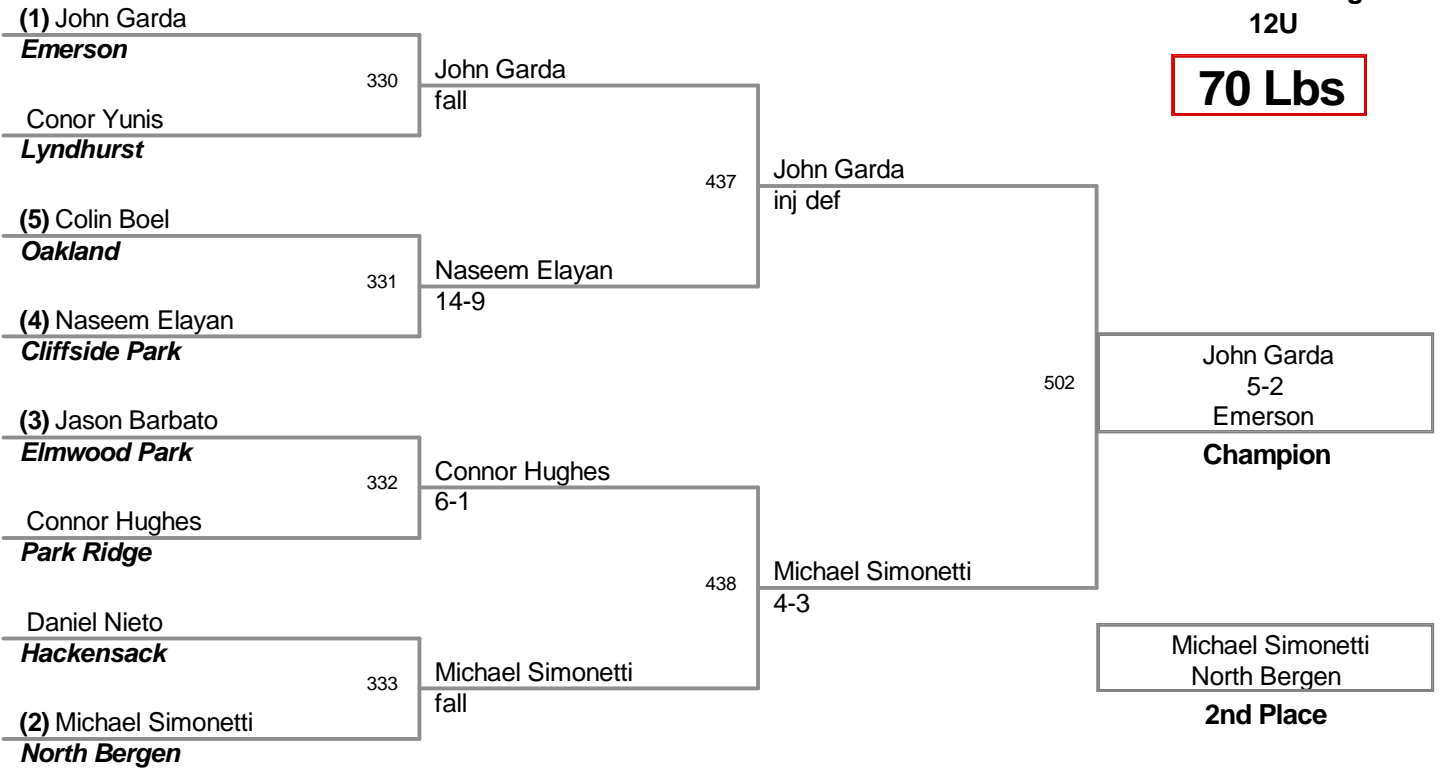 12U
70 Lbs
(1) John Garda
Emerson
330
John Garda
fall
Conor Yunis
Lyndhurst
437
John Garda
inj def
(5) Colin Boel
Oakland
331
Naseem Elayan
14-9
(4) Naseem Elayan
Cliffside Park
502
John Garda
5-2
Emerson
Champion
(3) Jason Barbato
Elmwood Park
332
Connor Hughes
6-1
Connor Hughes
Park Ridge
438
Michael Simonetti
4-3
Daniel Nieto
Hackensack
333
Michael Simonetti
fall
(2) Michael Simonetti
North Bergen
Michael Simonetti
North Bergen
2nd Place